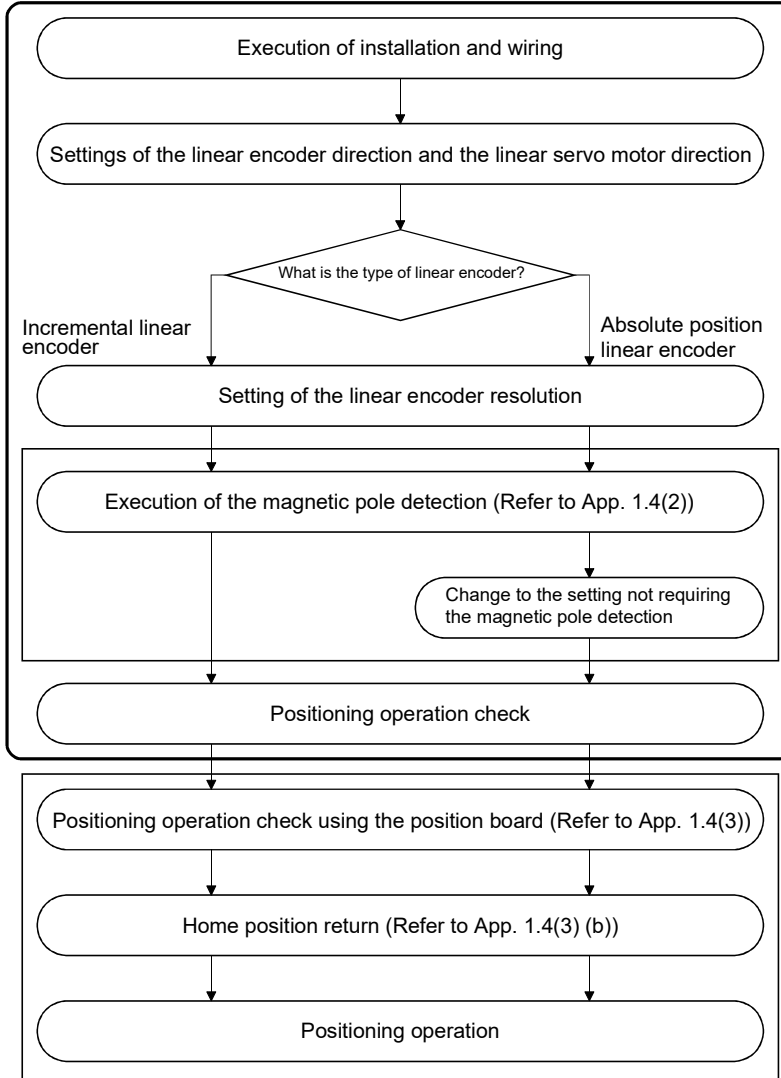 Execution of installation and wiring
Settings of the linear encoder direction and the linear servo motor direction
What is the type of linear encoder?
Incremental linear
encoder
Absolute position
linear encoder
Setting of the linear encoder resolution
Execution of the magnetic pole detection (Refer to App. 1.4(2))
Change to the setting not requiring
the magnetic pole detection
Positioning operation check
Positioning operation check using the position board (Refer to App. 1.4(3))
Home position return (Refer to App. 1.4(3) (b))
Positioning operation